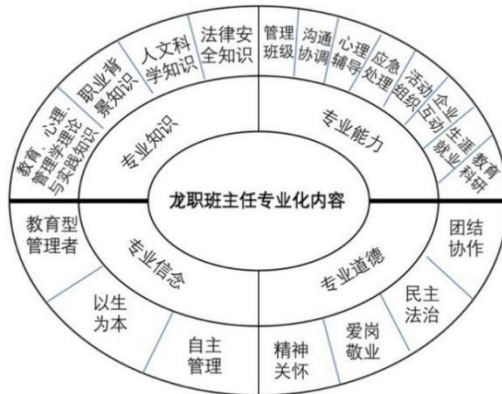 教育、心理、
管理学理论
与实践知识
职业背
景知识
人文科
学知识
法律安
全知识
管理
班级
沟通
协调
心理
辅导
应急
处理
活动
组织
企业
互动
生涯
就业
教育
科研
专业知识
专业能力
龙职班主任专业化内容
专业信念
专业道德
教育型
管理者
以生
为本
自主
管理
精神
关怀
爱岗
敬业
民主
法治
团结
协作